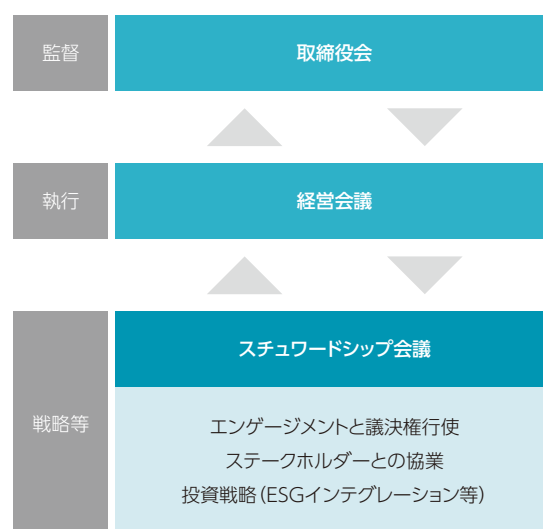 監督
取締役会
執行
経営会議
戦略等
スチュワードシップ会議
エンゲージメントと議決権行使
ステークホルダーとの協業
投資戦略（ESGインテグレーション等）